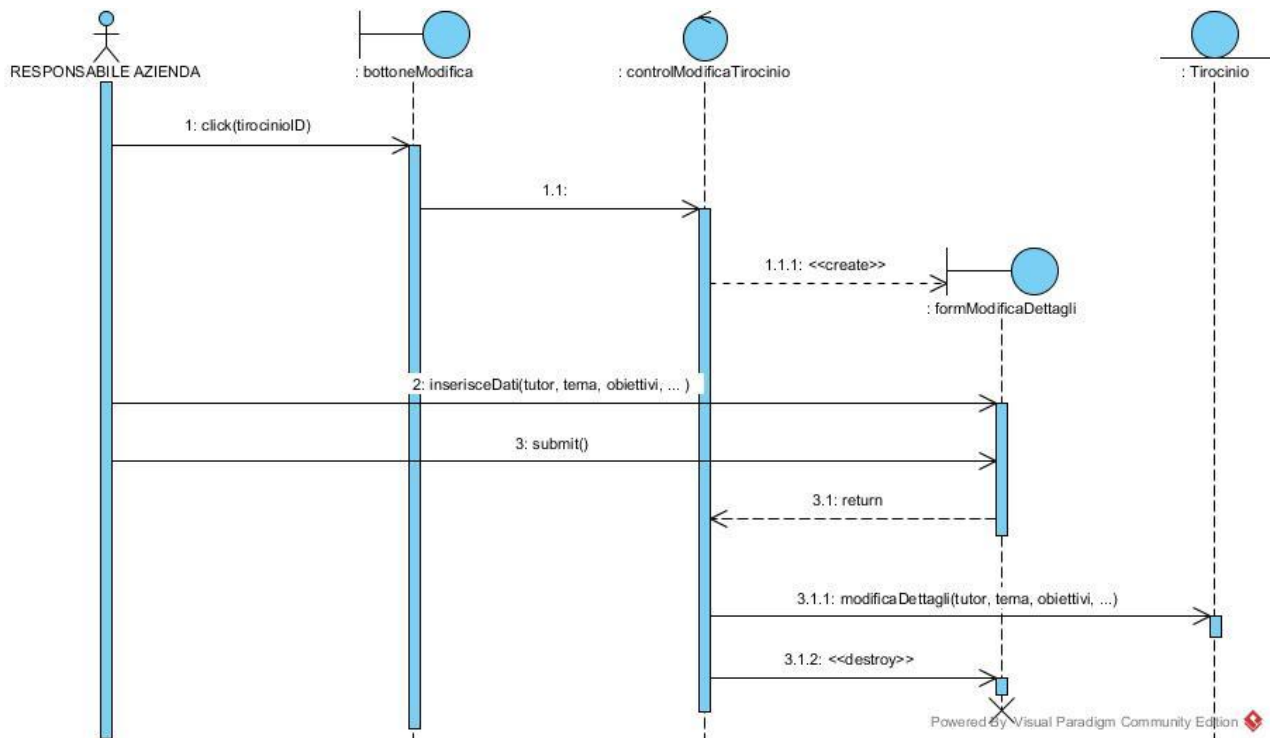 RESPONSABILE AZIENDA
: bottoneModifica
: controlModificaTirocinio
: Tirocinio
1: click(tirocinioID)
1.1:
1.1.1: <<create>>
: formModificaDettagli
2: inserisceDati(tutor, tema, obiettivi, ... )
3: submit()
3.1: return
3.1.1: modificaDettagli(tutor, tema, obiettivi, ...)
3.1.2: <<destroy>>
Powered By Visual Paradigm Community Edition